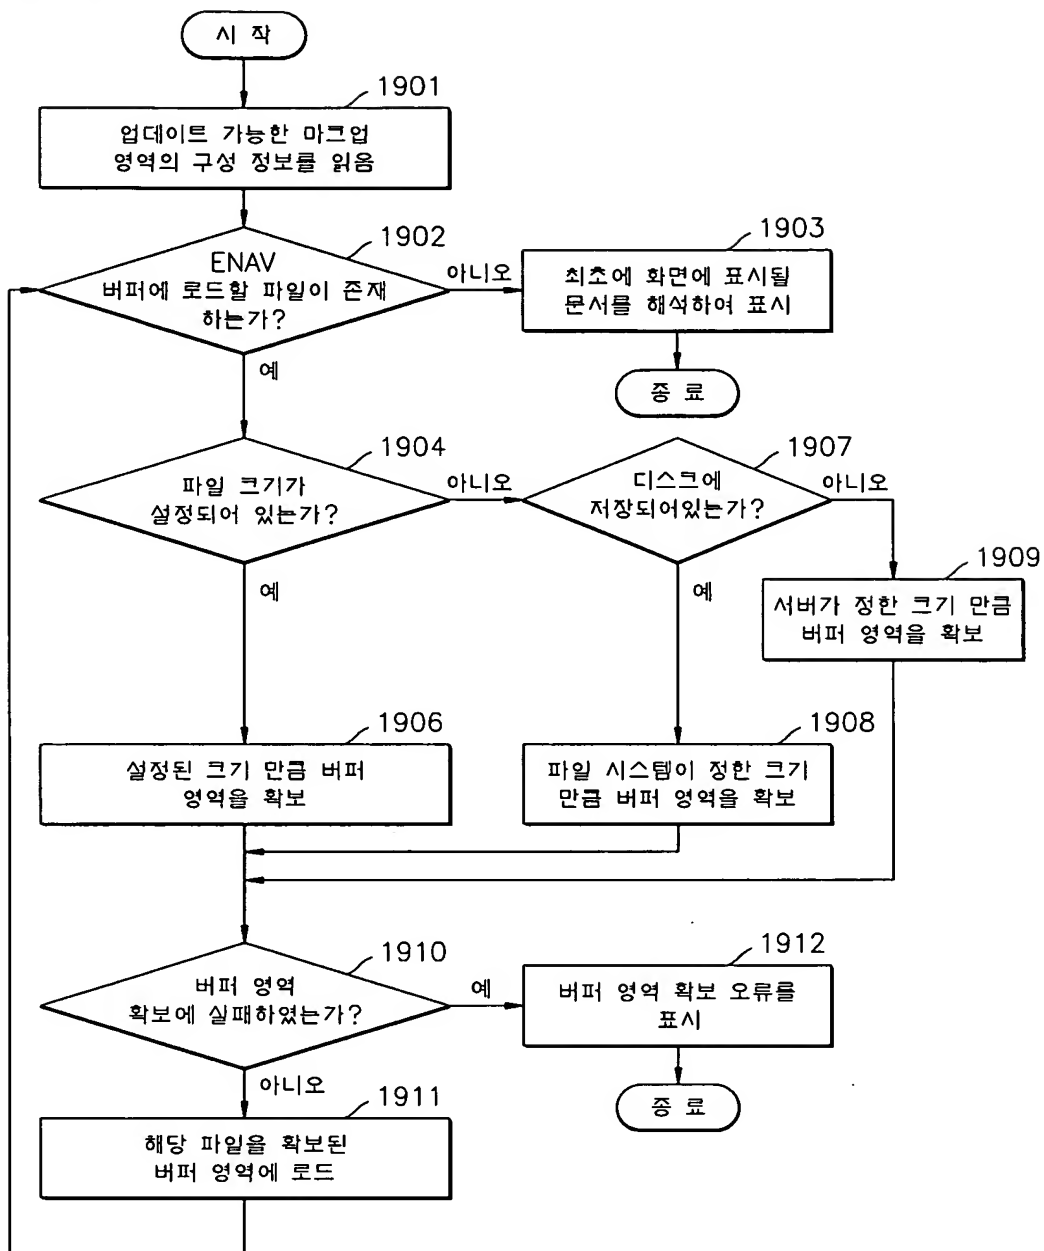 시 작
1901
업데이트 가능한 마크업
영역의 구성 정보를 읽음
1902
ENAV
버퍼에 로드할 파일이 존재
하는가?
아니오
1903
최초에 화면에 표시될
문서를 해석하여 표시
종 료
예
1904
파일 크기가
설정되어 있는가?
아니오
1907
디스크에
저장되어있는가?
아니오
예
예
1909
서버가 정한 크기 만큼
버퍼 영역을 확보
1906
설정된 크기 만큼 버퍼
영역을 확보
1908
파일 시스템이 정한 크기
만큼 버퍼 영역을 확보
1910
버퍼 영역
확보에 실패하였는가?
예
1912
버퍼 영역 확보 오류를
표시
종 료
아니오
1911
해당 파일을 확보된
버퍼 영역에 로드